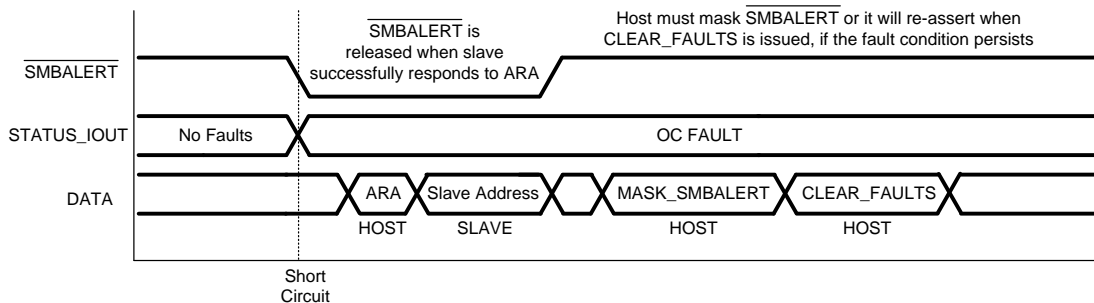 SMBALERT is
released when slave
successfully responds to ARA
Host must mask SMBALERT or it will re-assert when
CLEAR_FAULTS is issued, if the fault condition persists
SMBALERT
STATUS_IOUT
No Faults
OC FAULT
DATA
ARA
Slave Address
MASK_SMBALERT
CLEAR_FAULTS
HOST
SLAVE
HOST
HOST
Short
Circuit